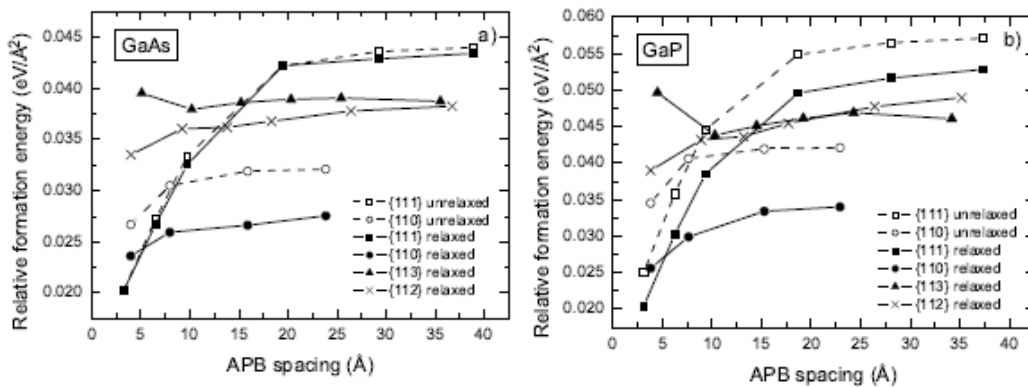 a)
GaAs
Relative formation energy (eV/Å²)
0.045
0.040
0.035
0.030
0.025
0.020
{111} unrelaxed
{110} unrelaxed
{111} relaxed
{110} relaxed
{113} relaxed
{112} relaxed
0 5 10 15 20 25 30 35 40
APB spacing (Å)
b)
GaP
Relative formation energy (eV/Å²)
0.060
0.055
0.050
0.045
0.040
0.035
0.030
0.025
0.020
{111} unrelaxed
{110} unrelaxed
{111} relaxed
{110} relaxed
{113} relaxed
{112} relaxed
0 5 10 15 20 25 30 35 40
APB spacing (Å)